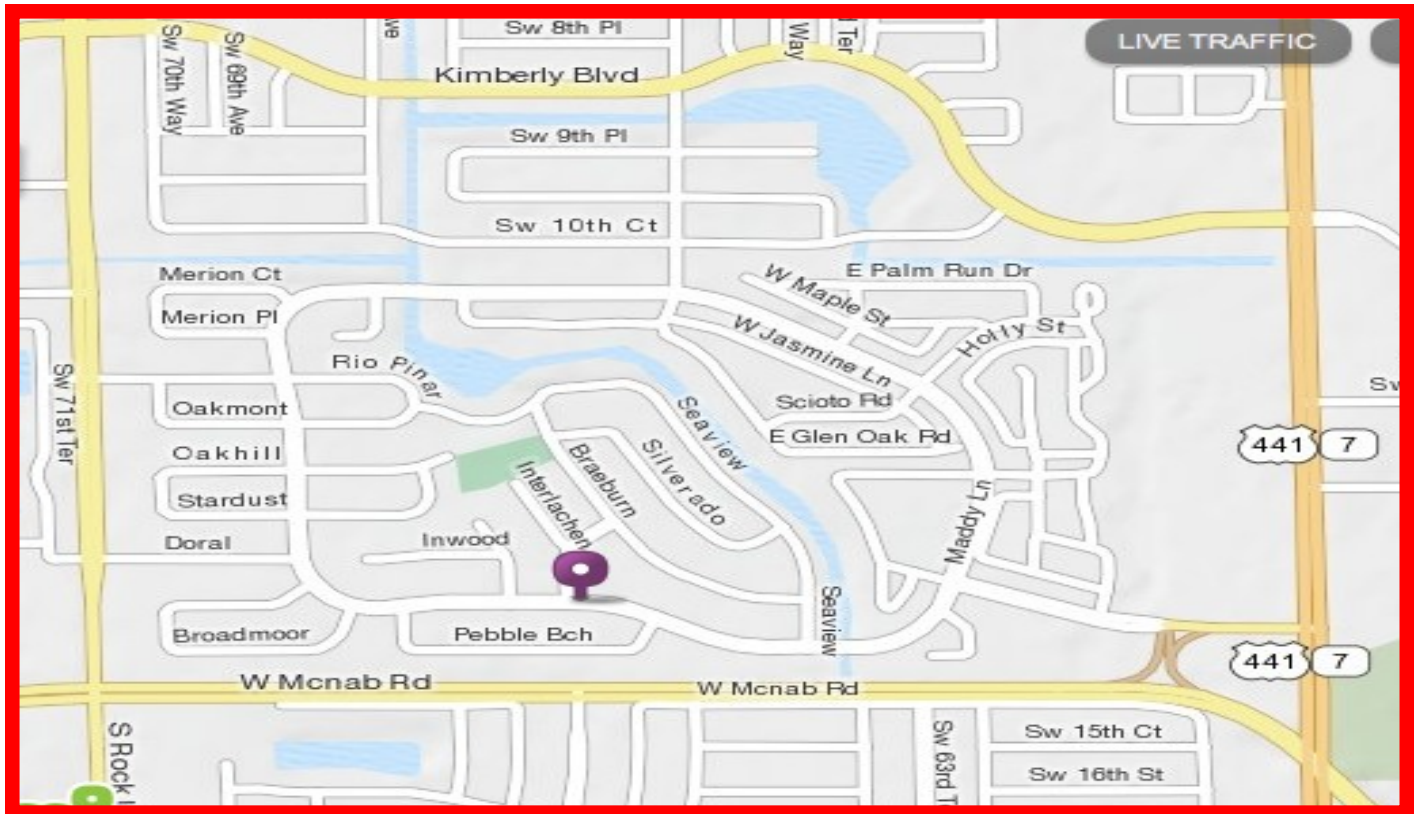 Sw 8th Pl
Way
d Ter
LIVE TRAFFIC
ve
Sw 70th Way
Sw 69th Ave
Kimberly Blvd
Sw 9th Pl
Sw 10th Ct
Merion Ct
E Palm Run Dr
W Maple St
Merion Pl
W Jasmine Ln
Holly St
Rio Pinar
Sw 71st Ter
Oakmont
Seaview
Scioto Rd
E Glen Oak Rd
441
7
Oakhill
Silverado
Braeburn
Interlachen
Stardust
Maddy Ln
Doral
Inwood
Seaview
Broadmoor
Pebble Bch
441
7
W Mcnab Rd
W Mcnab Rd
S Rock
Sw 63rd T
Sw 15th Ct
Sw 16th St